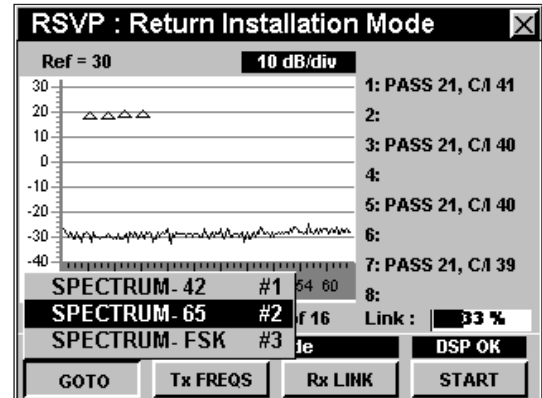 RSVP : Return Installation Mode
Ref = 30
10 dB/div
30
20
10
0
-10
-20
-30
-40
54 60
1: PASS 21, C/I 41
2:
3: PASS 21, C/I 40
4:
5: PASS 21, C/I 40
6:
7: PASS 21, C/I 39
8:
SPECTRUM- 42 #1
SPECTRUM- 65 #2
SPECTRUM- FSK #3
of 16
Link : 33 %
DSP OK
GOTO
Tx FREQS
Rx LINK
START